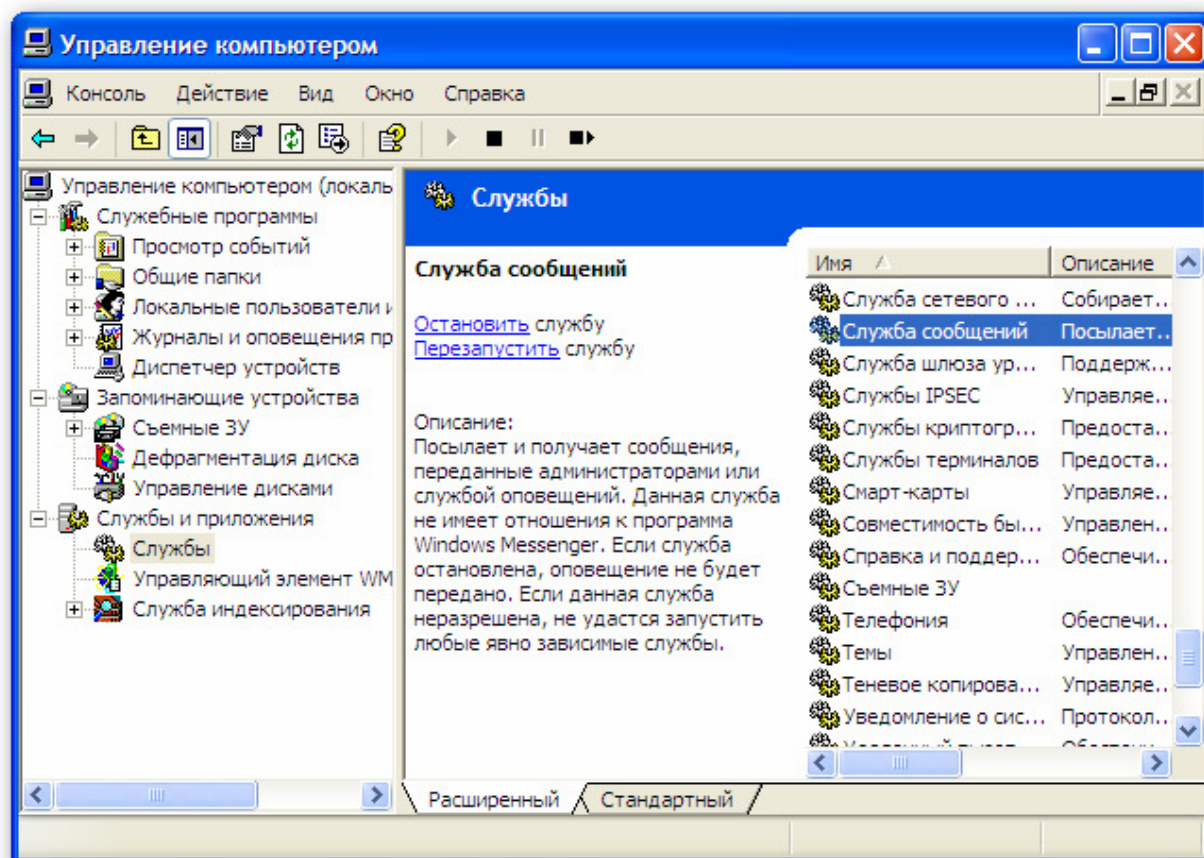 Управление компьютером
Консоль Действие Вид Окно Справка
Управление компьютером (локаль
Служебные программы
Просмотр событий
Общие папки
Локальные пользователи и
Журналы и оповещения пр
Диспетчер устройств
Запоминающие устройства
Съемные ЗУ
Дефрагментация диска
Управление дисками
Службы и приложения
Службы
Управляющий элемент WM
Служба индексирования
Службы
Служба сообщений
Остановить службу
Перезапустить службу
Описание:
Посылает и получает сообщения,
переданные администраторами или
службой оповещений. Данная служба
не имеет отношения к программа
Windows Messenger. Если служба
остановлена, оповещение не будет
передано. Если данная служба
неразрешена, не удастся запустить
любые явно зависимые службы.
Имя Описание
Служба сетевого ... Собирает...
Служба сообщений Посылает...
Служба шлюза ур... Поддерж...
Службы IPSEC Управляе...
Службы криптогр... Предоста...
Службы терминалов Предоста...
Смарт-карты Управляе...
Совместимость бы... Управлен...
Справка и поддер... Обеспечи...
Съемные ЗУ
Телефония Обеспечи...
Темы Управлен...
Теневое копирова... Управляе...
Уведомление о сис... Протокол...
Расширенный Стандартный